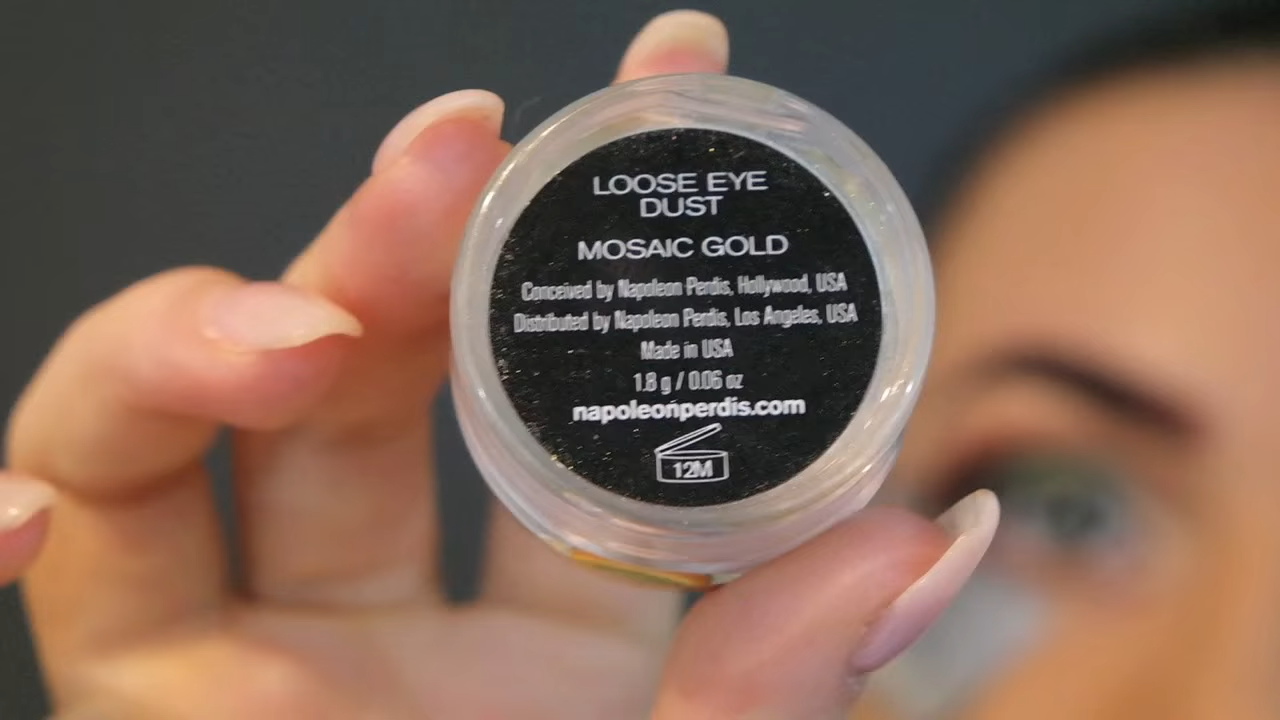 LOOSE EYE
DUST
MOSAIC GOLD
Conceived by Napoleon Perdis, Hollywood, USA
Distributed by Napoleon Perdis, Los Angeles, USA
Made in USA
1.8 g / 0.06 oz
napoleonperdis.com
12M